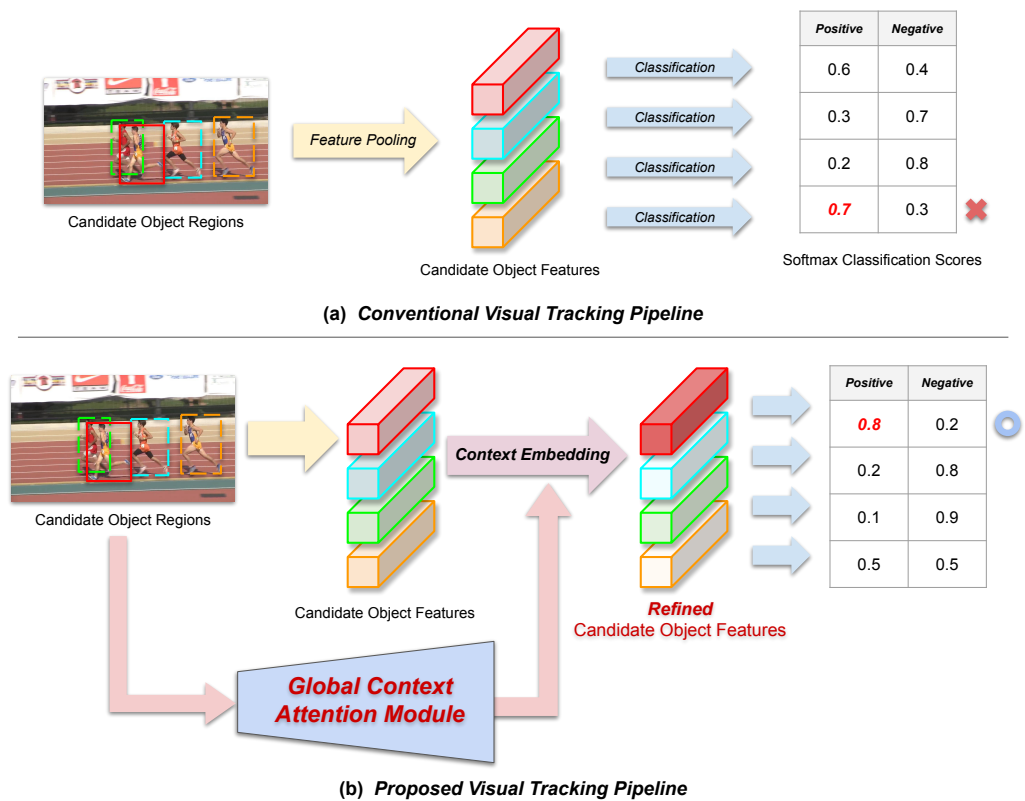 Positive Negative
Classification
0.6 0.4
Classification
0.3 0.7
Feature Pooling
Classification
0.2 0.8
Classification
0.7 0.3
Candidate Object Regions
Candidate Object Features
Softmax Classification Scores
(a) Conventional Visual Tracking Pipeline
Positive Negative
0.8 0.2
Context Embedding
0.2 0.8
0.1 0.9
0.5 0.5
Candidate Object Regions
Candidate Object Features
Refined
Candidate Object Features
Global Context
Attention Module
(b) Proposed Visual Tracking Pipeline